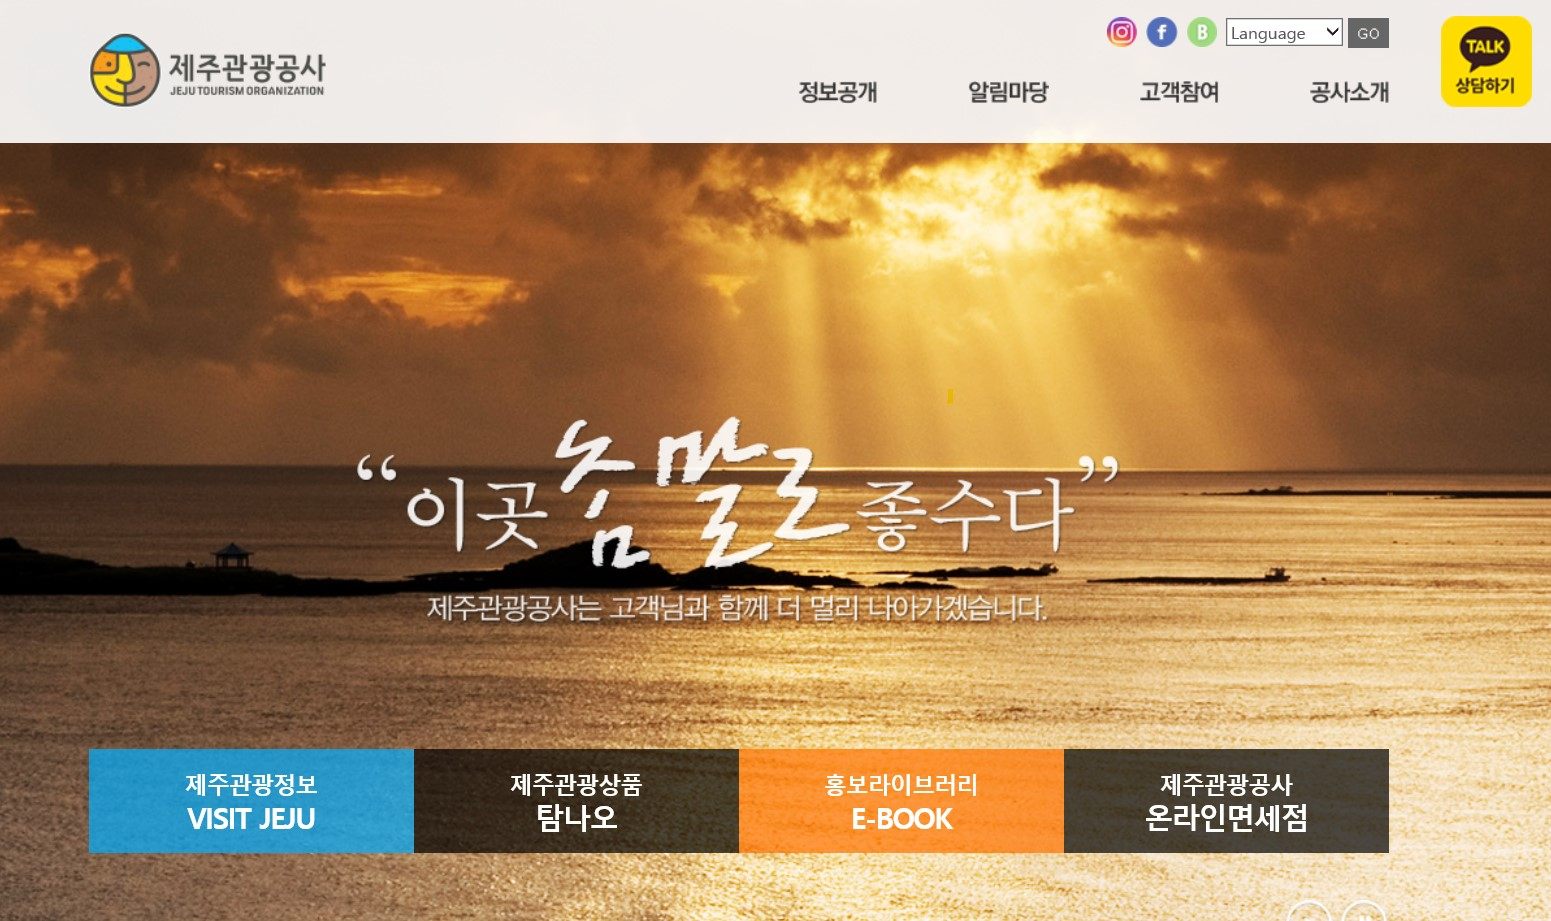 제주관광공사
JEJU TOURISM ORGANIZATION
f
B
Language
GO
TALK
상담하기
정보공개
알림마당
고객참여
공사소개
“이곳 촘말로 좋수다”
제주관광공사는 고객님과 함께 더 멀리 나아가겠습니다.
제주관광정보
VISIT JEJU
제주관광상품
탐나오
홍보라이브러리
E-BOOK
제주관광공사
온라인면세점